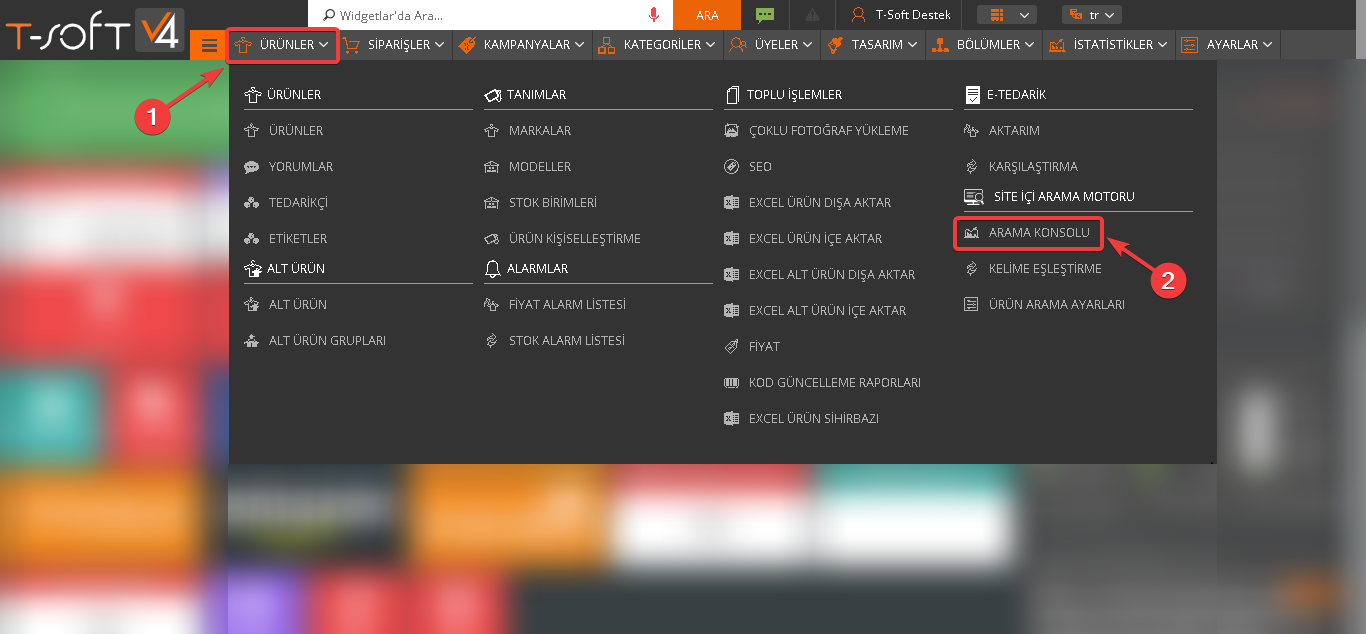 T-SOFT V4
Widgetlar'da Ara...
ARA
T-Soft Destek
tr
ÜRÜNLER
SİPARİŞLER
KAMPANYALAR
KATEGORİLER
ÜYELER
TASARIM
BÖLÜMLER
İSTATİSTİKLER
AYARLAR
1
ÜRÜNLER
ÜRÜNLER
YORUMLAR
TEDARİKÇİ
ETİKETLER
ALT ÜRÜN
ALT ÜRÜN
ALT ÜRÜN GRUPLARI
TANIMLAR
MARKALAR
MODELLER
STOK BİRİMLERİ
ÜRÜN KİŞİSELLEŞTİRME
ALARMLAR
FİYAT ALARM LİSTESİ
STOK ALARM LİSTESİ
TOPLU İŞLEMLER
ÇOKLU FOTOĞRAF YÜKLEME
SEO
EXCEL ÜRÜN DIŞA AKTAR
EXCEL ÜRÜN İÇE AKTAR
EXCEL ALT ÜRÜN DIŞA AKTAR
EXCEL ALT ÜRÜN İÇE AKTAR
FİYAT
KOD GÜNCELLEME RAPORLARI
EXCEL ÜRÜN SİHİRBAZI
E-TEDARİK
AKTARIM
KARŞILAŞTIRMA
SİTE İÇİ ARAMA MOTORU
ARAMA KONSOLU
KELİME EŞLEŞTİRME
ÜRÜN ARAMA AYARLARI
2